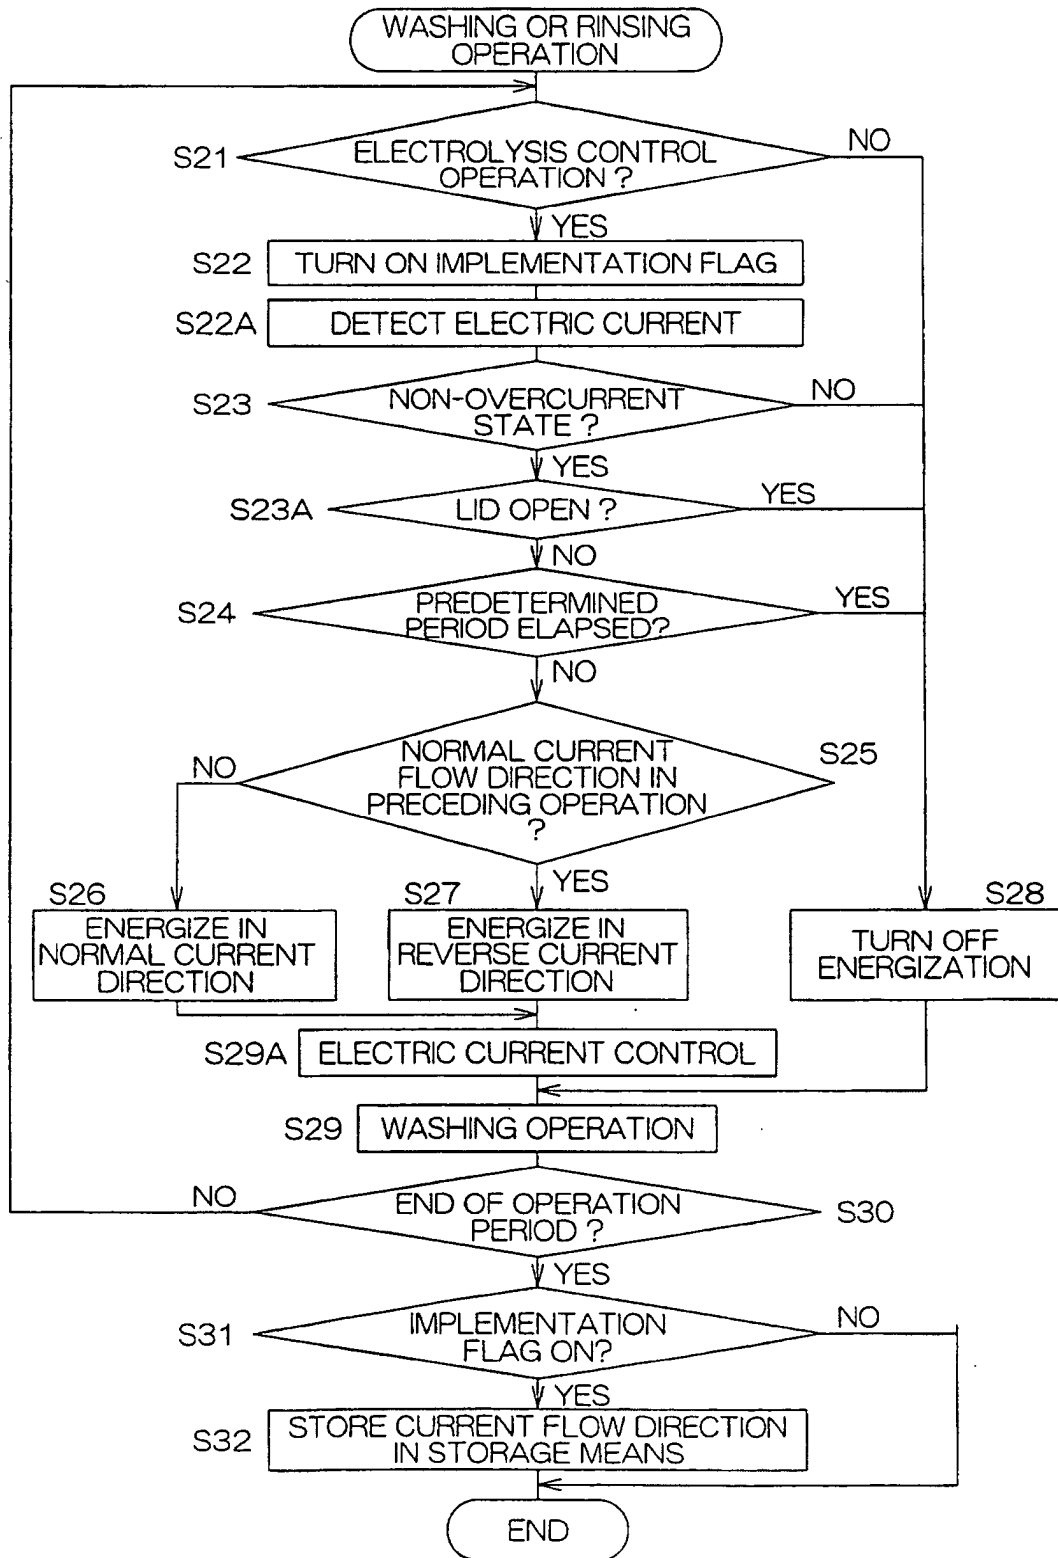 WASHING OR RINSING
OPERATION
S21
ELECTROLYSIS CONTROL
OPERATION ?
NO
YES
S22
TURN ON IMPLEMENTATION FLAG
S22A
DETECT ELECTRIC CURRENT
S23
NON-OVERCURRENT
STATE ?
NO
YES
S23A
LID OPEN ?
YES
NO
S24
PREDETERMINED
PERIOD ELAPSED?
YES
NO
S25
NORMAL CURRENT
FLOW DIRECTION IN
PRECEDING OPERATION
?
NO
YES
S26
ENERGIZE IN
NORMAL CURRENT
DIRECTION
S27
ENERGIZE IN
REVERSE CURRENT
DIRECTION
S28
TURN OFF
ENERGIZATION
S29A
ELECTRIC CURRENT CONTROL
S29
WASHING OPERATION
NO
END OF OPERATION
PERIOD ?
S30
YES
S31
IMPLEMENTATION
FLAG ON?
NO
YES
S32
STORE CURRENT FLOW DIRECTION
IN STORAGE MEANS
END